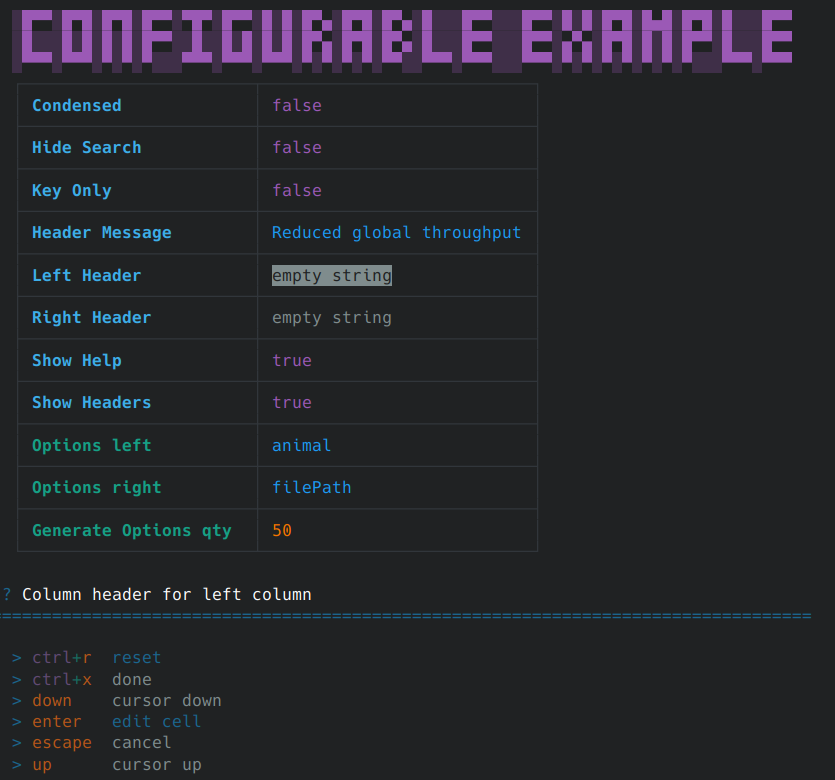 CONFIGURABLE EXAMPLE
Condensed false
Hide Search false
Key Only false
Header Message Reduced global throughput
Left Header empty string
Right Header empty string
Show Help true
Show Headers true
Options left animal
Options right filePath
Generate Options qty 50
? Column header for left column
=================================================================================
> ctrl+r reset
> ctrl+x done
> down cursor down
> enter edit cell
> escape cancel
> up cursor up